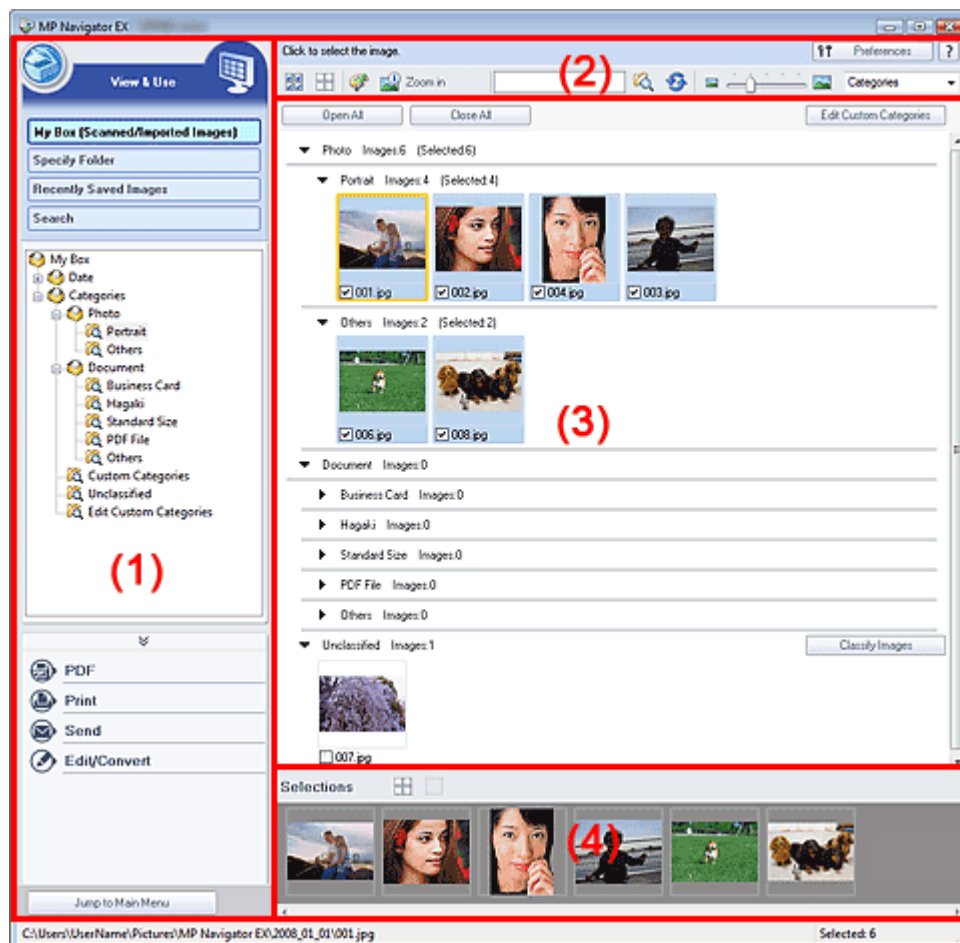 MP Navigator EX
View & Use
My Box (Scanned/Imported Images)
Specify Folder
Recently Saved Images
Search
My Box
Date
Categories
Photo
Portrait
Others
Document
Business Card
Hagaki
Standard Size
PDF File
Others
Custom Categories
Unclassified
Edit Custom Categories
(1)
PDF
Print
Send
Edit/Convert
Jump to Main Menu
Click to select the image.
Preferences
?
Zoom in
(2)
Categories
Open All
Close All
Edit Custom Categories
Photo Images:6 (Selected:6)
Portrait Images:4 (Selected:4)
001.jpg 002.jpg 004.jpg 003.jpg
Others Images:2 (Selected:2)
006.jpg 008.jpg
(3)
Document Images:0
Business Card Images:0
Hagaki Images:0
Standard Size Images:0
PDF File Images:0
Others Images:0
Unclassified Images:1
Classify Images
007.jpg
Selections
(4)
C:\Users\UserName\Pictures\MP Navigator EX\2008_01_01\001.jpg
Selected: 6